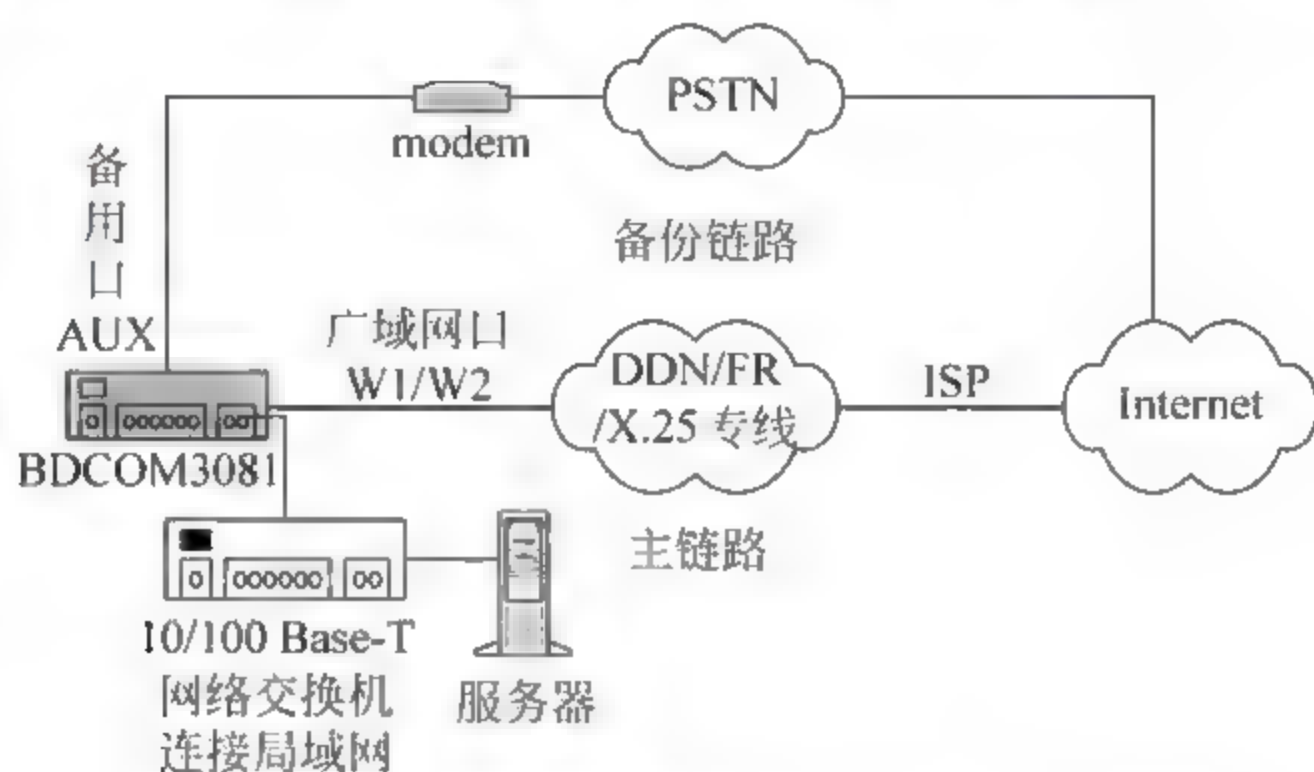 PSTN
modem
备
用
口
AUX
备份链路
广域网口
W1/W2
DDN/FR
/X.25 专线
ISP
Internet
BDCOM3081
主链路
10/100 Base-T
网络交换机
连接局域网
服务器